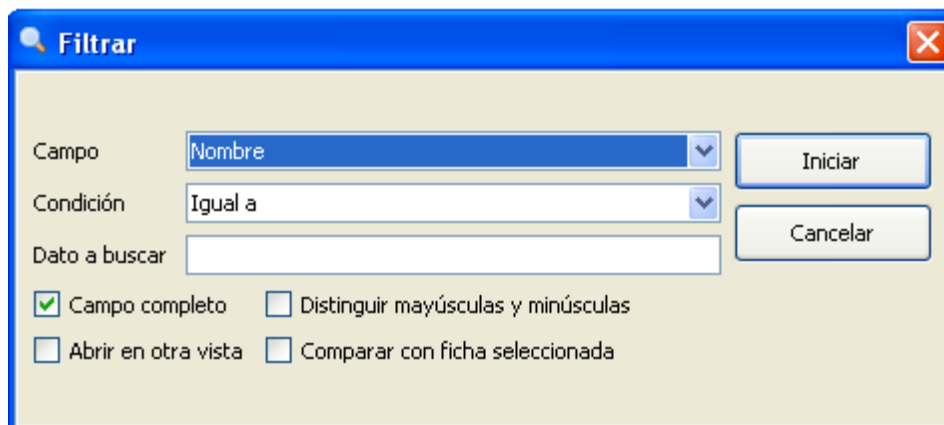 Filtrar
Campo Nombre Iniciar
Condición Igual a
Cancelar
Dato a buscar
Campo completo Distinguir mayúsculas y minúsculas
Abrir en otra vista Comparar con ficha seleccionada